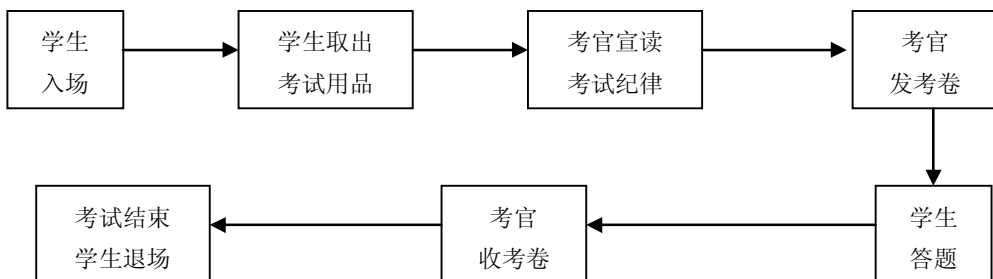 学生
入场
学生取出
考试用品
考官宣读
考试纪律
考官
发考卷
学生
答题
考官
收考卷
考试结束
学生退场